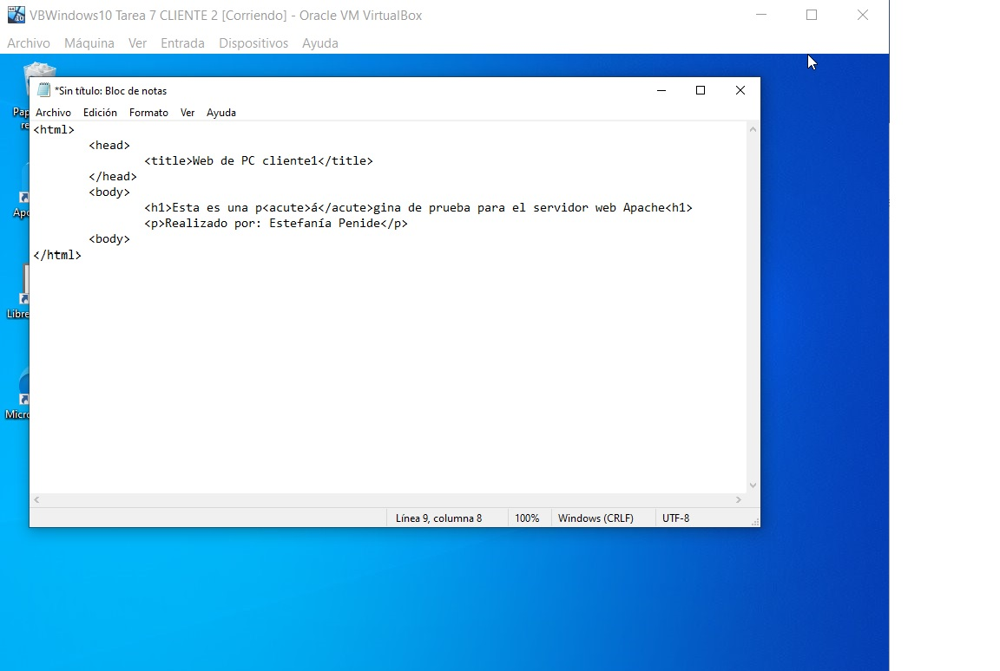 VBWindows10 Tarea 7 CLIENTE 2 [Corriendo] - Oracle VM VirtualBox
Archivo Máquina Ver Entrada Dispositivos Ayuda
*Sin título: Bloc de notas
Archivo Edición Formato Ver Ayuda
<html>
<head>
<title>Web de PC cliente1</title>
</head>
<body>
<h1>Esta es una p<acute>á</acute>gina de prueba para el servidor web Apache<h1>
<p>Realizado por: Estefanía Penide</p>
<body>
</html>
Pap
re
Apo
Libre
Micro
Línea 9, columna 8 100% Windows (CRLF) UTF-8